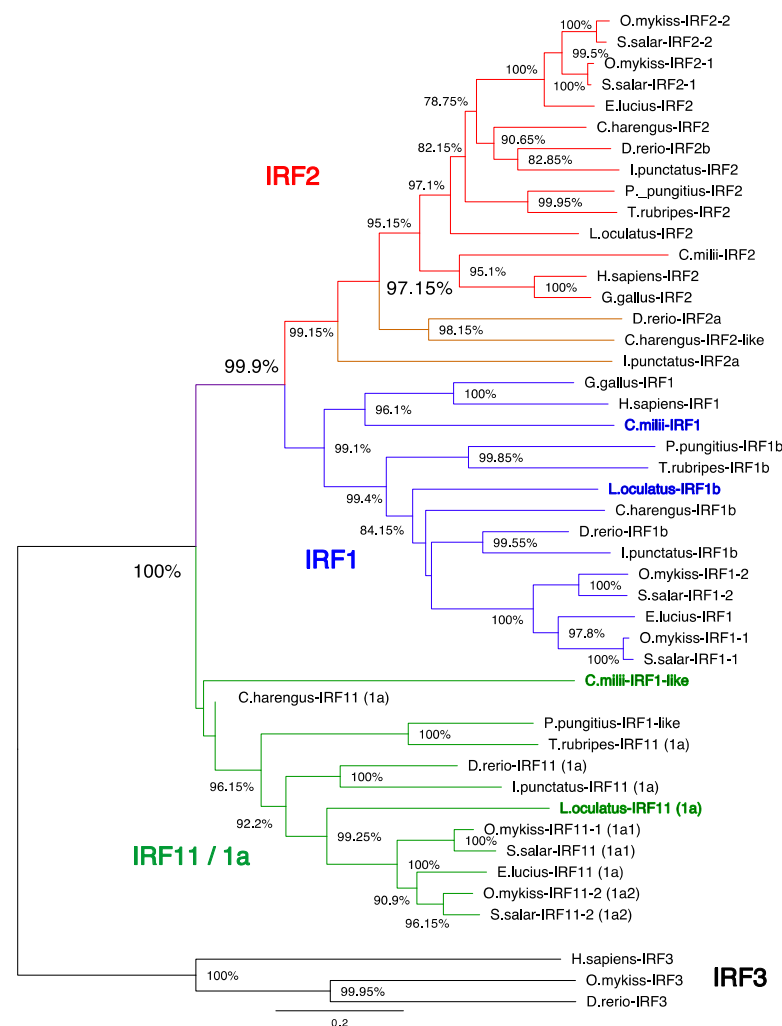 O.mykiss-IRF2-2
100%
S.salar-IRF2-2
99.5%
O.mykiss-IRF2-1
100%
100%
S.salar-IRF2-1
78.75%
E.lucius-IRF2
C.harengus-IRF2
90.65%
82.15%
D.rerio-IRF2b
82.85%
I.punctatus-IRF2
IRF2
97.1%
P._pungitius-IRF2
99.95%
T.rubripes-IRF2
95.15%
L.oculatus-IRF2
C.milii-IRF2
95.1%
97.15%
H.sapiens-IRF2
100%
G.gallus-IRF2
D.rerio-IRF2a
99.15%
98.15%
C.harengus-IRF2-like
99.9%
I.punctatus-IRF2a
G.gallus-IRF1
100%
H.sapiens-IRF1
96.1%
C.milii-IRF1
99.1%
P.pungitius-IRF1b
99.85%
T.rubripes-IRF1b
99.4%
L.oculatus-IRF1b
C.harengus-IRF1b
84.15%
D.rerio-IRF1b
99.55%
I.punctatus-IRF1b
IRF1
100%
O.mykiss-IRF1-2
100%
S.salar-IRF1-2
100%
E.lucius-IRF1
97.8%
O.mykiss-IRF1-1
100%
S.salar-IRF1-1
C.milii-IRF1-like
C.harengus-IRF11 (1a)
P.pungitius-IRF1-like
100%
T.rubripes-IRF11 (1a)
D.rerio-IRF11 (1a)
96.15%
100%
I.punctatus-IRF11 (1a)
L.oculatus-IRF11 (1a)
92.2%
O.mykiss-IRF11-1 (1a1)
99.25%
100%
S.salar-IRF11 (1a1)
IRF11 / 1a
100%
E.lucius-IRF11 (1a)
90.9%
O.mykiss-IRF11-2 (1a2)
S.salar-IRF11-2 (1a2)
96.15%
H.sapiens-IRF3
100%
IRF3
O.mykiss-IRF3
99.95%
D.rerio-IRF3
0.2